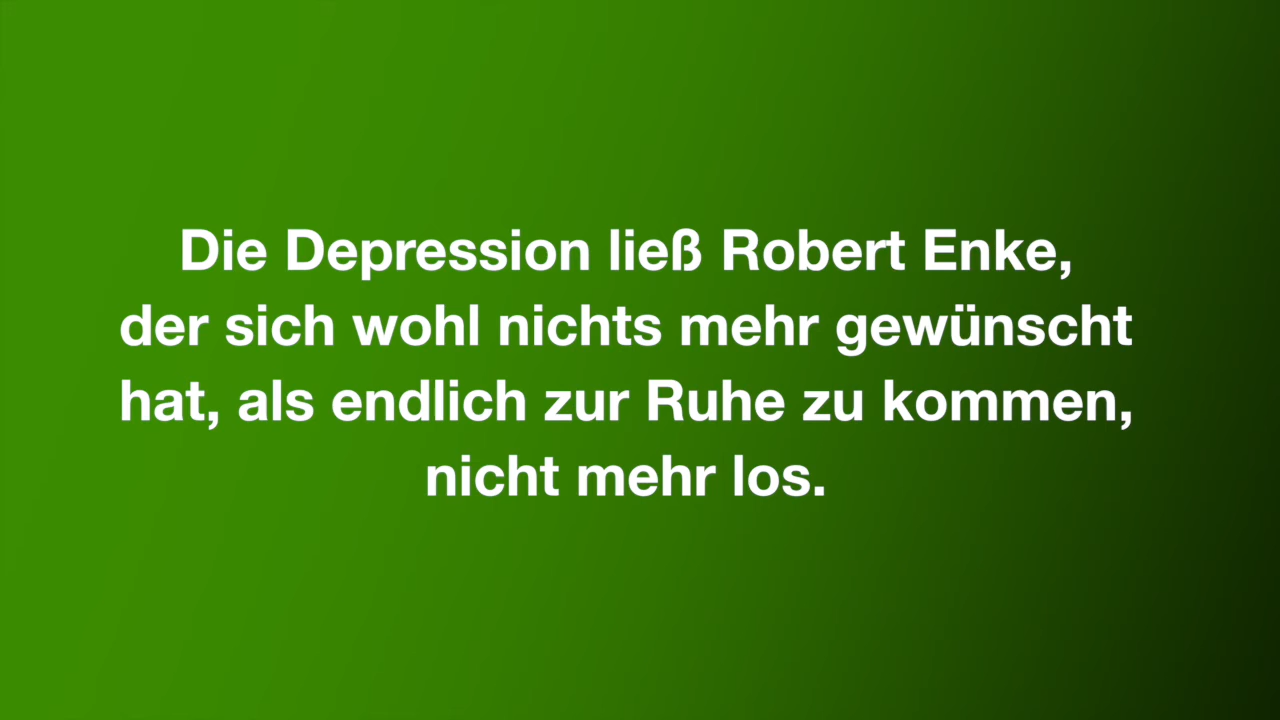 Die Depression ließ Robert Enke,
der sich wohl nichts mehr gewünscht
hat, als endlich zur Ruhe zu kommen,
nicht mehr los.